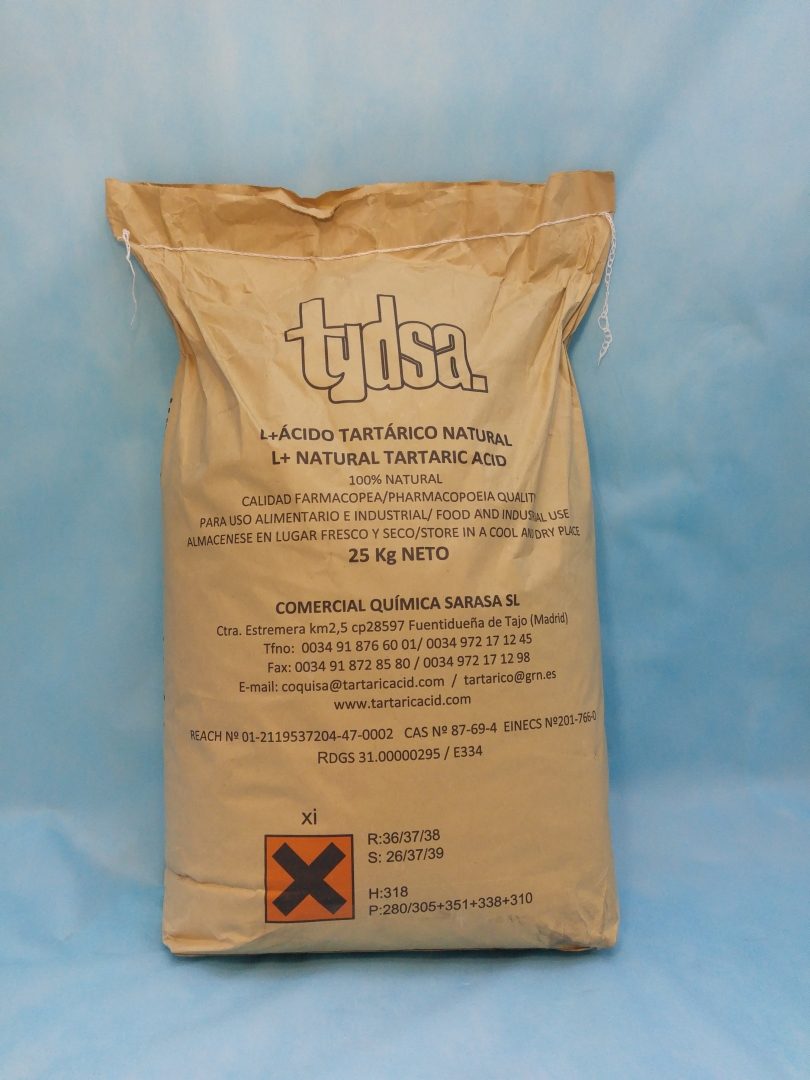 tydsa.
L+ÁCIDO TARTÁRICO NATURAL
L+ NATURAL TARTARIC ACID
100% NATURAL
CALIDAD FARMACOPEA/PHARMACOPOEIA QUALITY
PARA USO ALIMENTARIO E INDUSTRIAL/ FOOD AND INDUSTRIAL USE
ALMACENESE EN LUGAR FRESCO Y SECO/STORE IN A COOL AND DRY PLACE
25 Kg NETO
COMERCIAL QUÍMICA SARASA SL
Ctra. Estremera km2,5 cp28597 Fuentidueña de Tajo (Madrid)
Tfno: 0034 91 876 60 01/ 0034 972 17 12 45
Fax: 0034 91 872 85 80 / 0034 972 17 12 98
E-mail: coquisa@tartaricacid.com / tartarico@grn.es
www.tartaricacid.com
REACH Nº 01-2119537204-47-0002 CAS Nº 87-69-4 EINECS Nº201-766-0
RDGS 31.00000295 / E334
xi
R:36/37/38
S: 26/37/39
H:318
P:280/305+351+338+310